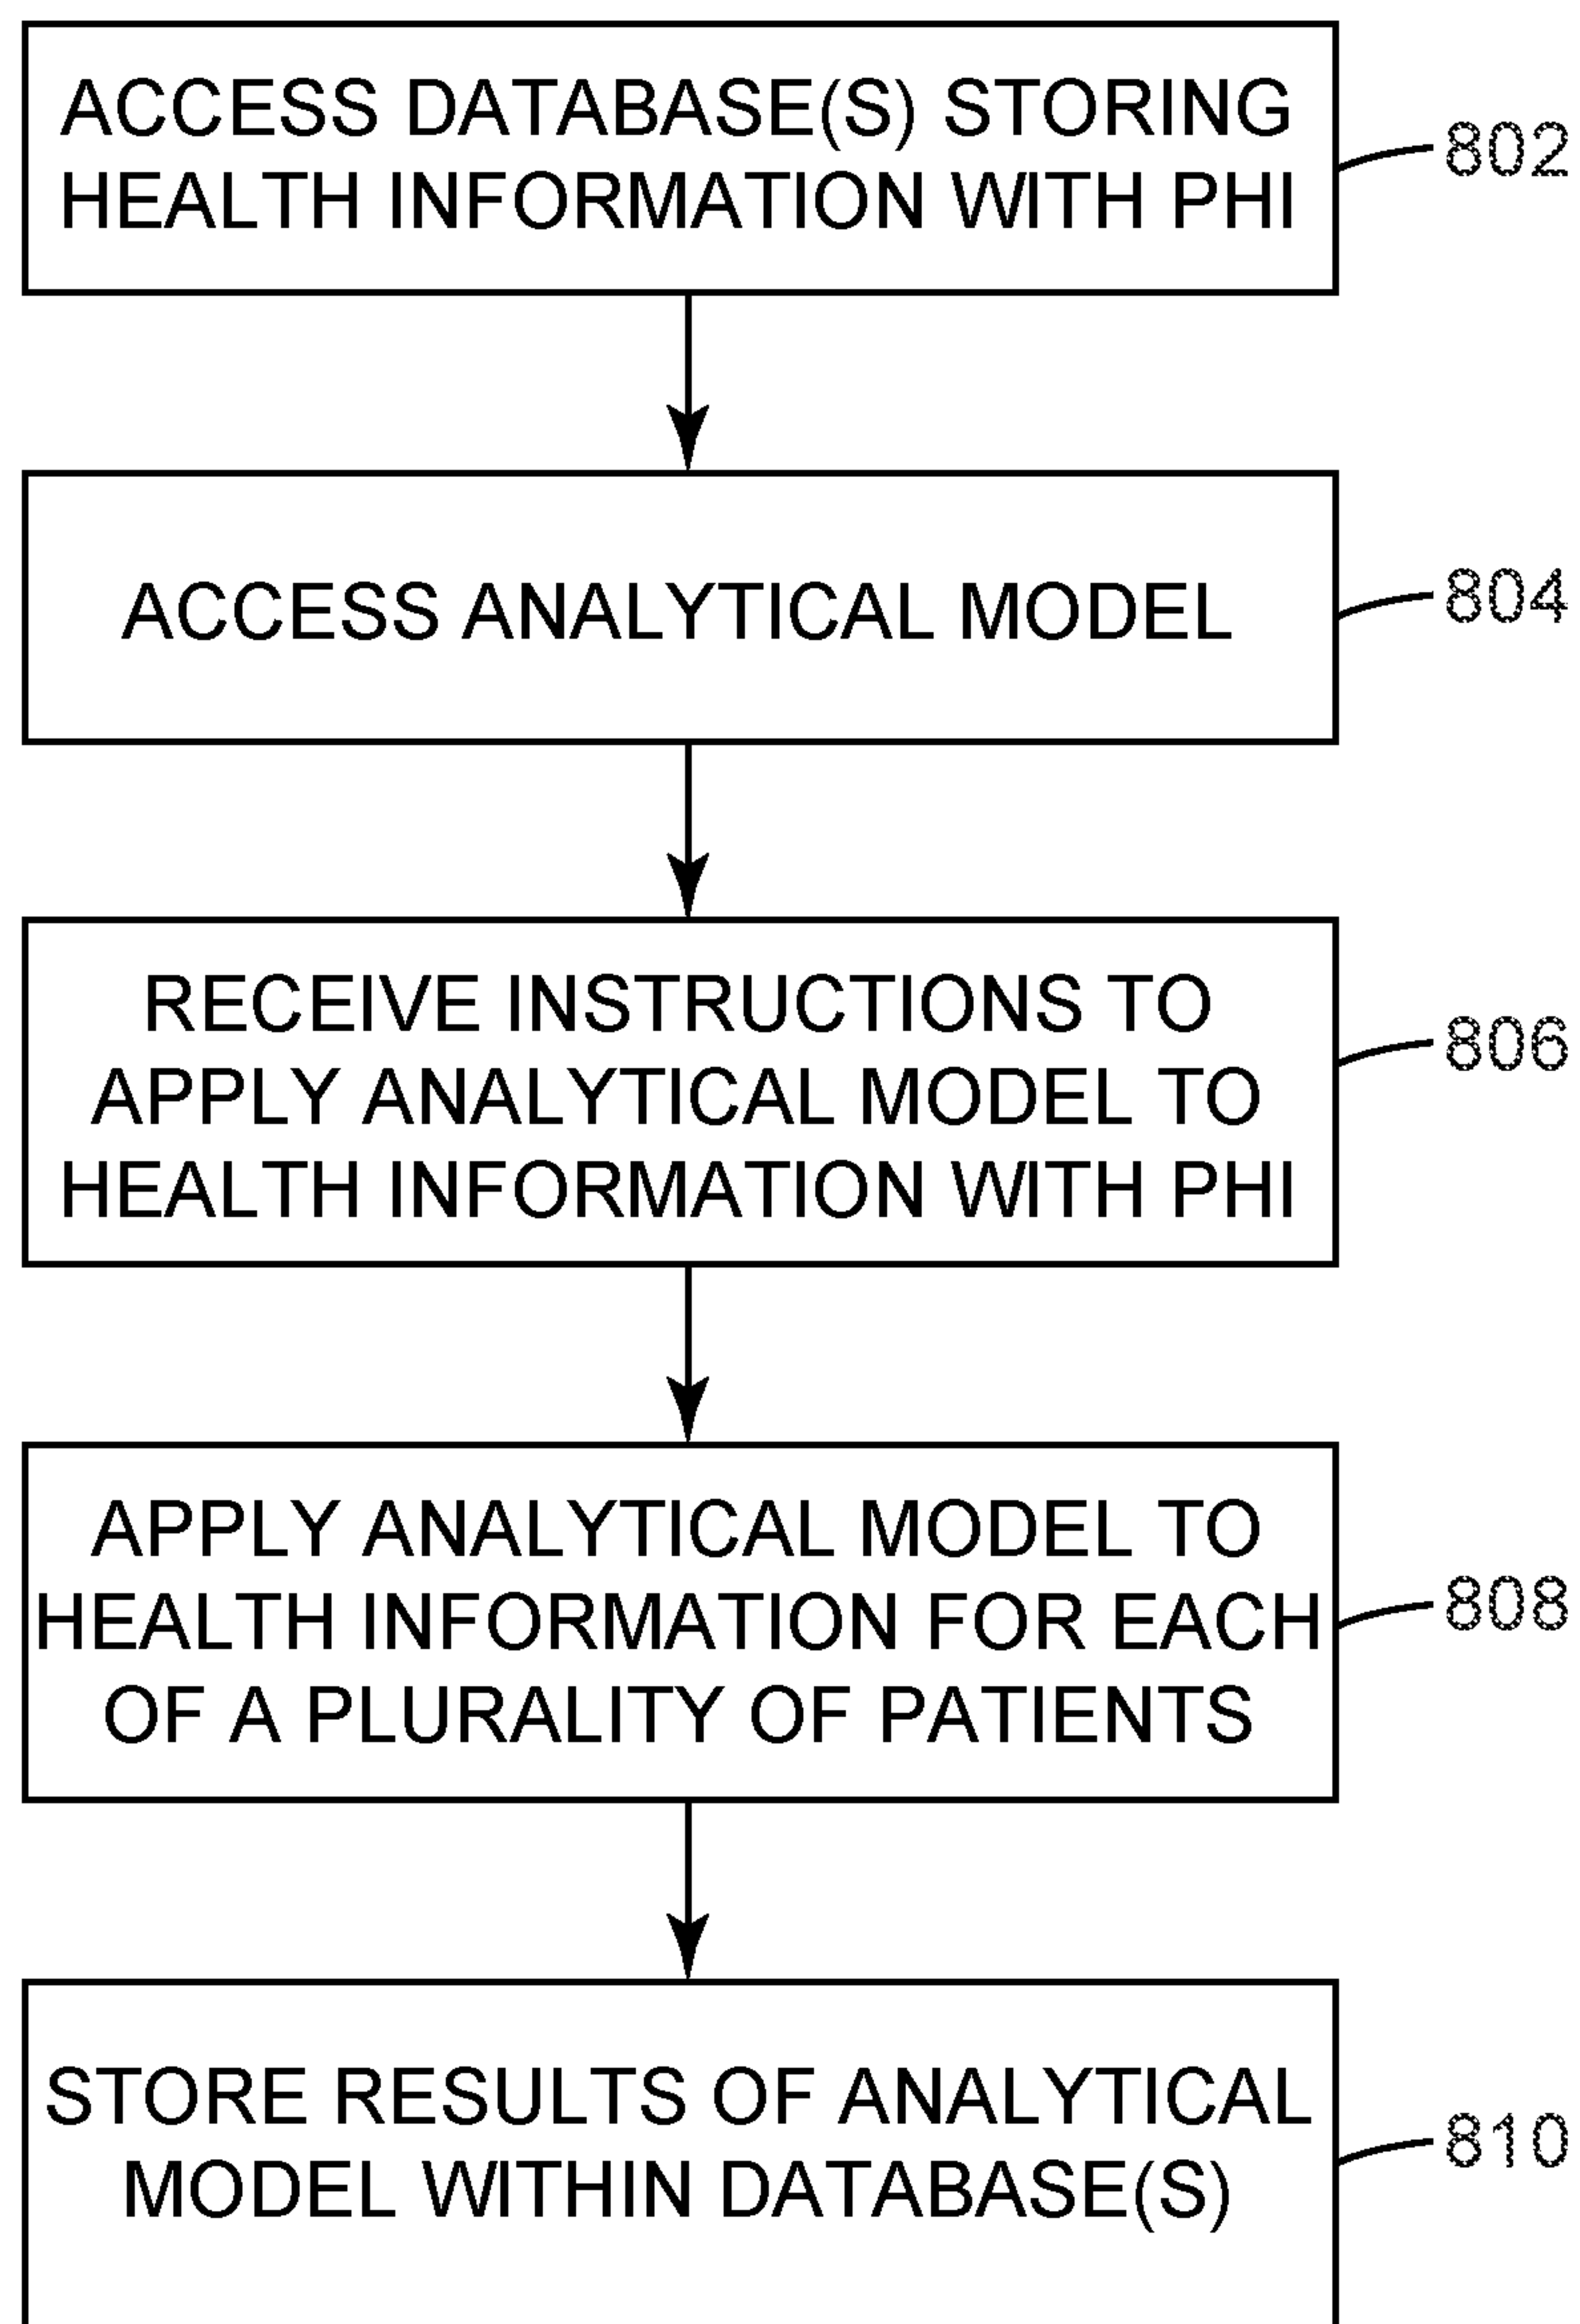 ACCESS DATABASE(S) STORING
HEALTH INFORMATION WITH PHI
802
ACCESS ANALYTICAL MODEL
804
RECEIVE INSTRUCTIONS TO
APPLY ANALYTICAL MODEL TO
HEALTH INFORMATION WITH PHI
806
APPLY ANALYTICAL MODEL TO
HEALTH INFORMATION FOR EACH
OF A PLURALITY OF PATIENTS
808
STORE RESULTS OF ANALYTICAL
MODEL WITHIN DATABASE(S)
810